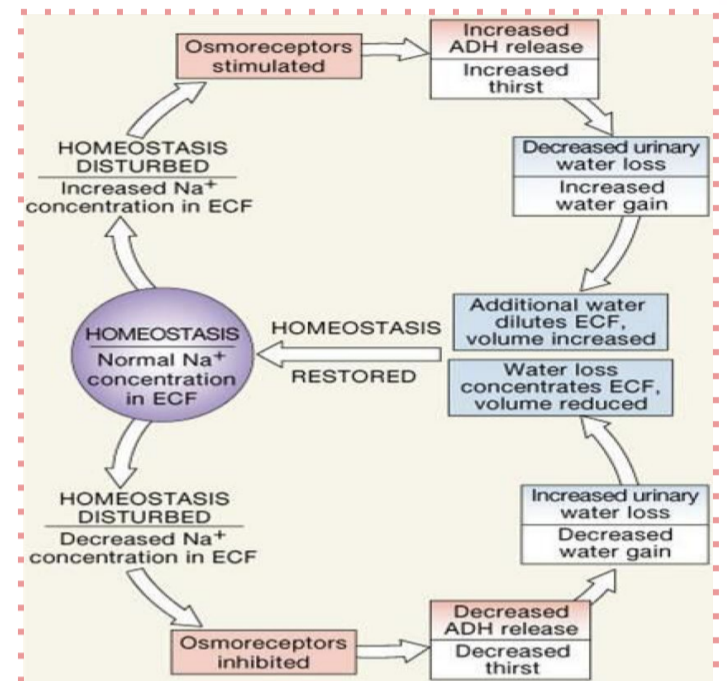 Osmoreceptors
stimulated
Increased
ADH release
Increased
thirst
HOMEOSTASIS
DISTURBED
Increased Na⁺
concentration in ECF
Decreased urinary
water loss
Increased
water gain
HOMEOSTASIS
Normal Na⁺
concentration
in ECF
HOMEOSTASIS
RESTORED
Additional water
dilutes ECF,
volume increased
Water loss
concentrates ECF,
volume reduced
HOMEOSTASIS
DISTURBED
Decreased Na⁺
concentration in ECF
Increased urinary
water loss
Decreased
water gain
Osmoreceptors
inhibited
Decreased
ADH release
Decreased
thirst